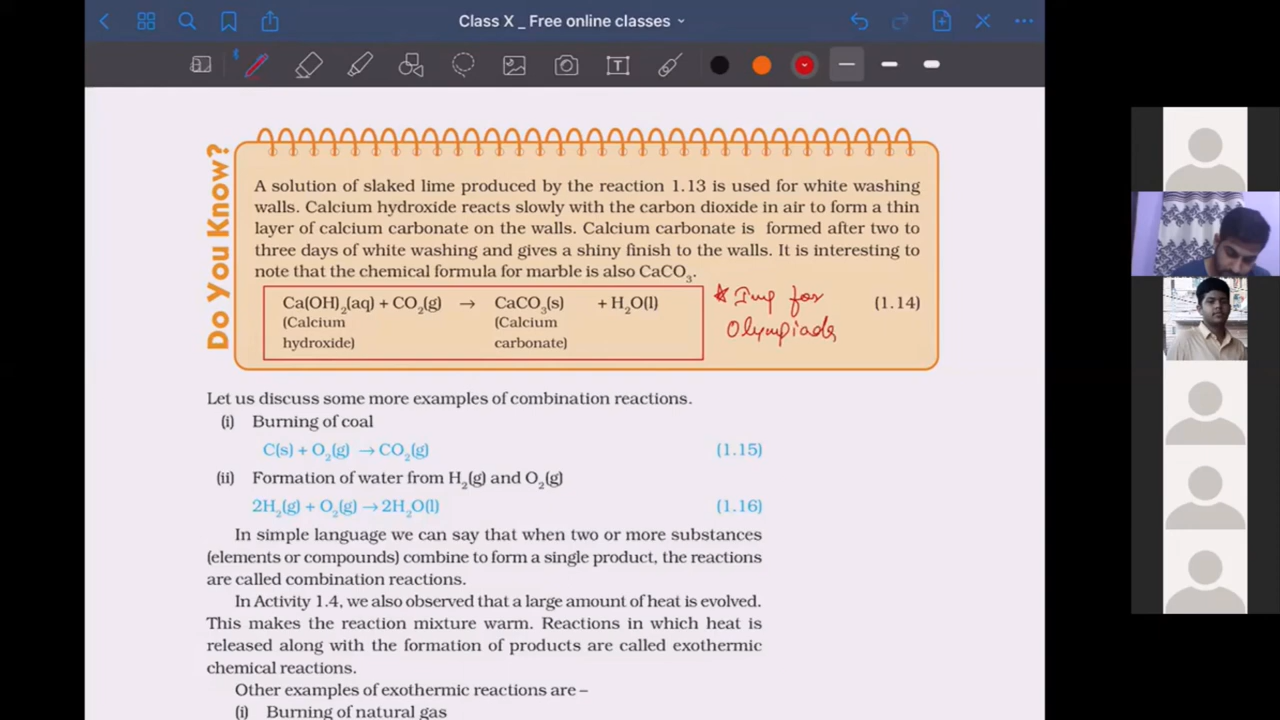 Class X _ Free online classes
Do You Know?
A solution of slaked lime produced by the reaction 1.13 is used for white washing
walls. Calcium hydroxide reacts slowly with the carbon dioxide in air to form a thin
layer of calcium carbonate on the walls. Calcium carbonate is formed after two to
three days of white washing and gives a shiny finish to the walls. It is interesting to
note that the chemical formula for marble is also CaCO₃.
Ca(OH)₂(aq) + CO₂(g) → CaCO₃(s) + H₂O(l) (1.14)
(Calcium (Calcium
hydroxide) carbonate)
* Imp for
Olympiads
Let us discuss some more examples of combination reactions.
(i) Burning of coal
C(s) + O₂(g) → CO₂(g) (1.15)
(ii) Formation of water from H₂(g) and O₂(g)
2H₂(g) + O₂(g) → 2H₂O(l) (1.16)
In simple language we can say that when two or more substances
(elements or compounds) combine to form a single product, the reactions
are called combination reactions.
In Activity 1.4, we also observed that a large amount of heat is evolved.
This makes the reaction mixture warm. Reactions in which heat is
released along with the formation of products are called exothermic
chemical reactions.
Other examples of exothermic reactions are –
(i) Burning of natural gas